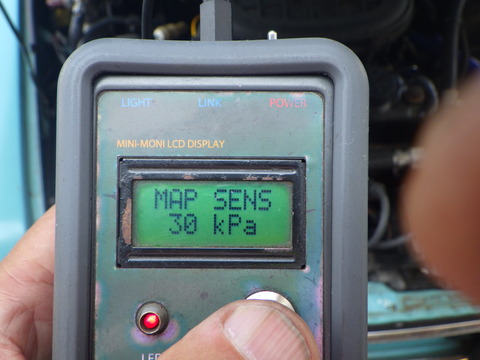 LIGHT LINK POWER
MINI-MONI LCD DISPLAY
MAP SENS
30 kPa